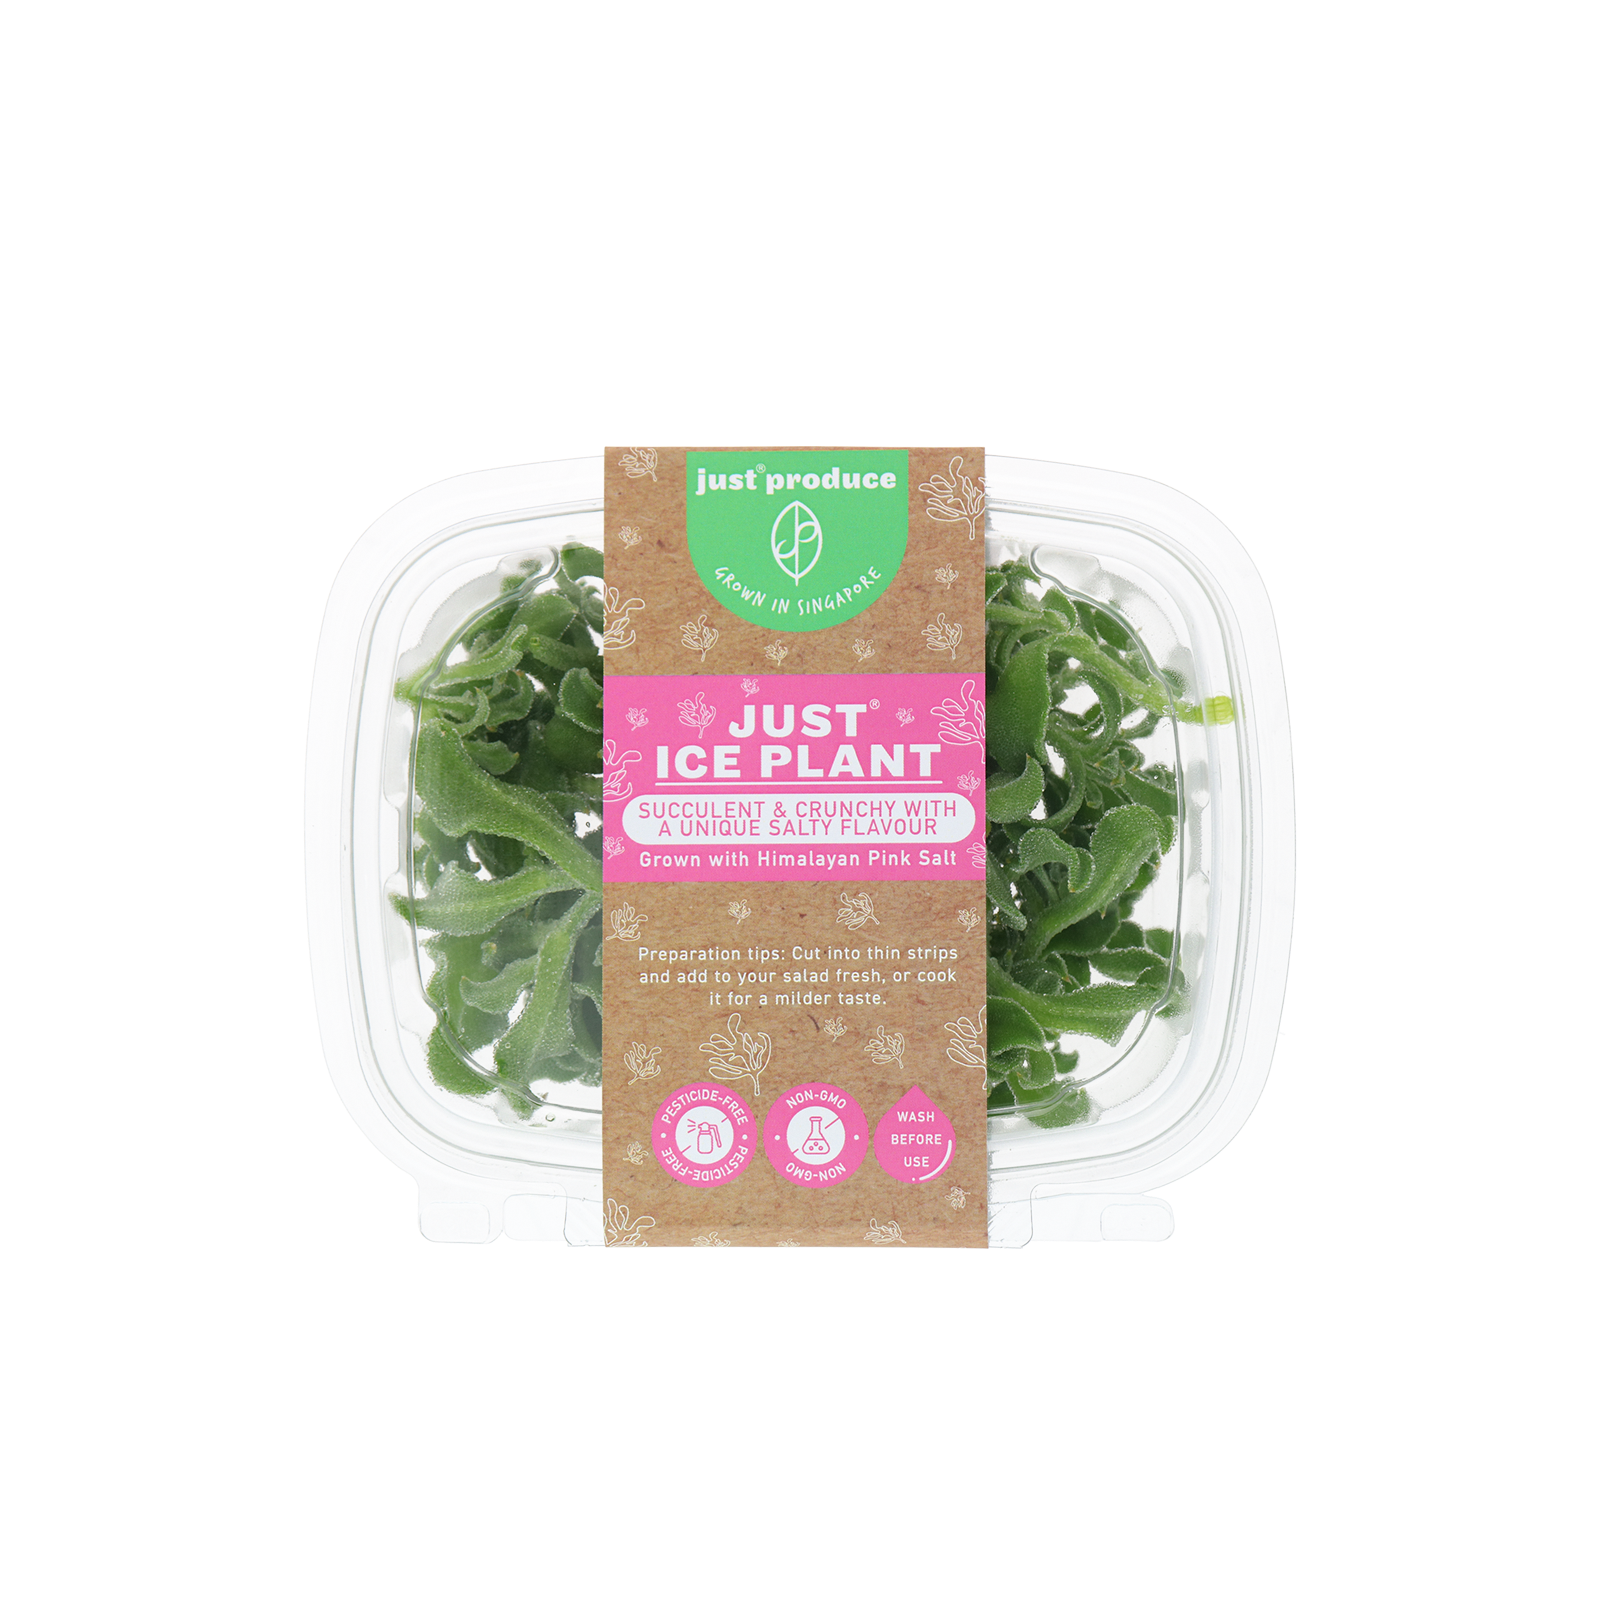 just® produce
GROWN IN SINGAPORE
JUST®
ICE PLANT
SUCCULENT & CRUNCHY WITH
A UNIQUE SALTY FLAVOUR
Grown with Himalayan Pink Salt
Preparation tips: Cut into thin strips
and add to your salad fresh, or cook
it for a milder taste.
PESTICIDE-FREE • PESTICIDE-FREE •
NON-GMO • NON-GMO •
WASH
BEFORE
USE